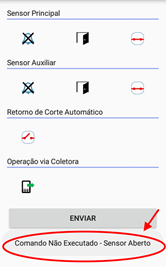 Sensor Principal
Sensor Auxiliar
Retorno de Corte Automático
Operação via Coletora
ENVIAR
Comando Não Executado - Sensor Aberto